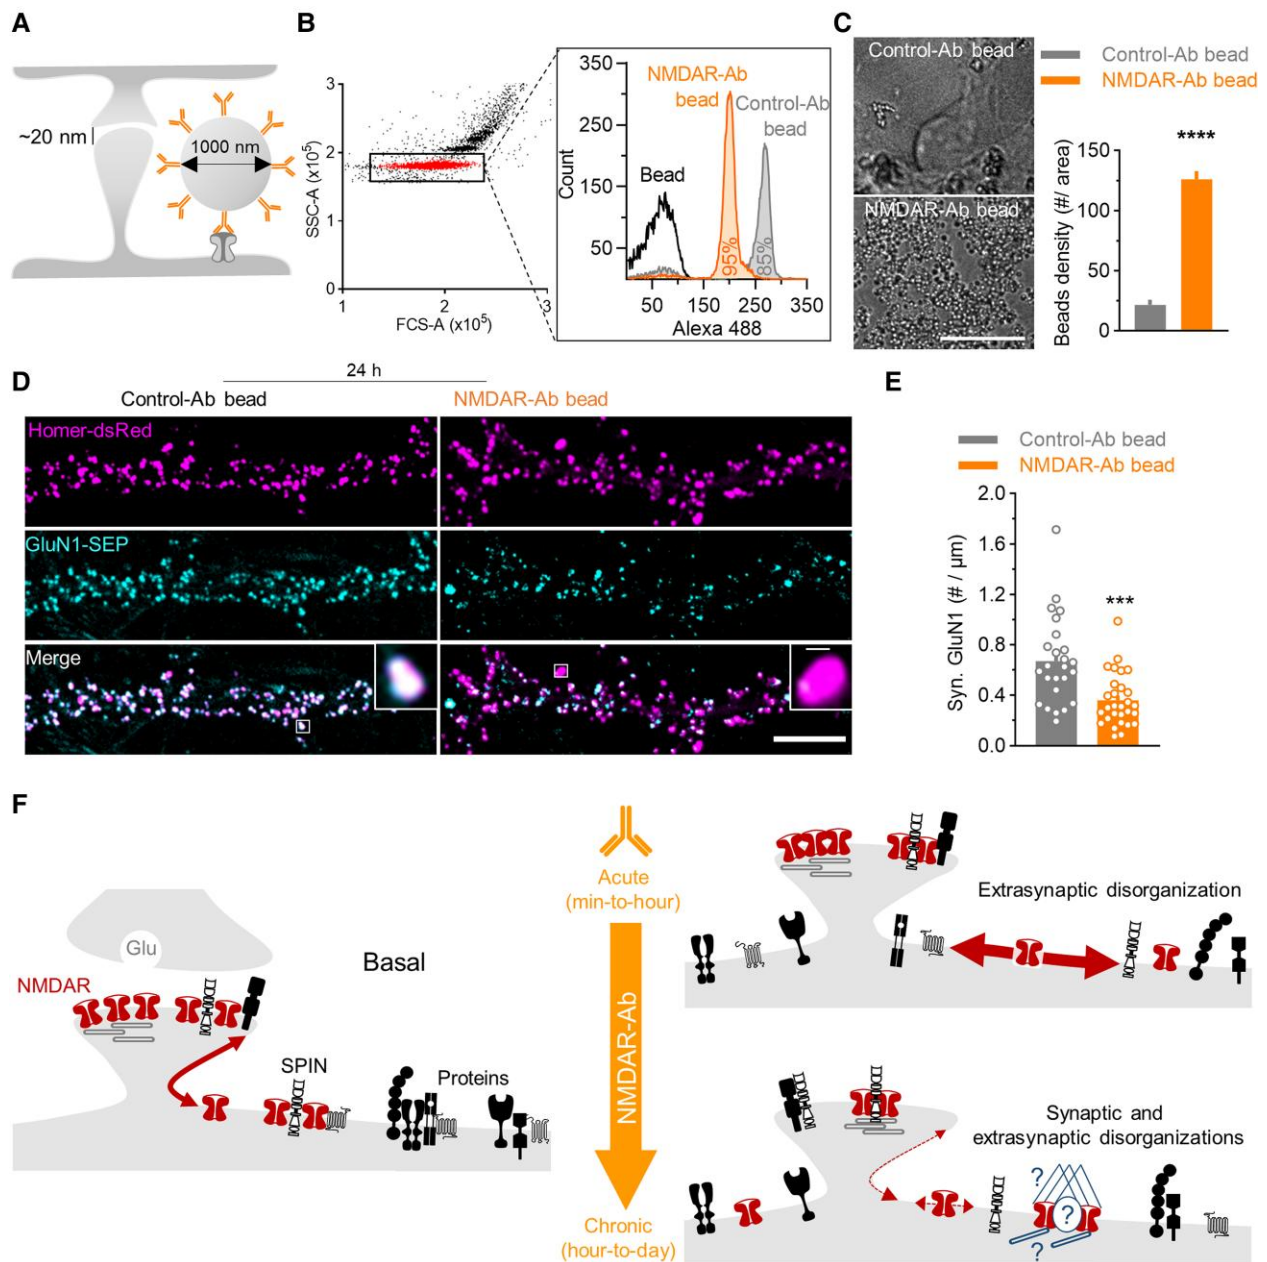 A
~20 nm
1000 nm
B
3
2
1
0
SSC-A (x10⁵)
1
2
3
FCS-A (x10⁵)
350
250
150
50
Count
NMDAR-Ab
bead
Control-Ab
bead
Bead
95%
85%
50
150
250
350
Alexa 488
C
Control-Ab bead
NMDAR-Ab bead
Control-Ab bead
NMDAR-Ab bead
****
150
100
50
0
Beads density (#/ area)
D
24 h
Control-Ab bead
NMDAR-Ab bead
Homer-dsRed
GluN1-SEP
Merge
E
Control-Ab bead
NMDAR-Ab bead
2.0
1.6
1.2
0.8
0.4
0.0
Syn. GluN1 (# / µm)
***
F
Glu
NMDAR
Basal
SPIN
Proteins
Acute
(min-to-hour)
NMDAR-Ab
Chronic
(hour-to-day)
Extrasynaptic disorganization
Synaptic and
extrasynaptic disorganizations
?
?
?